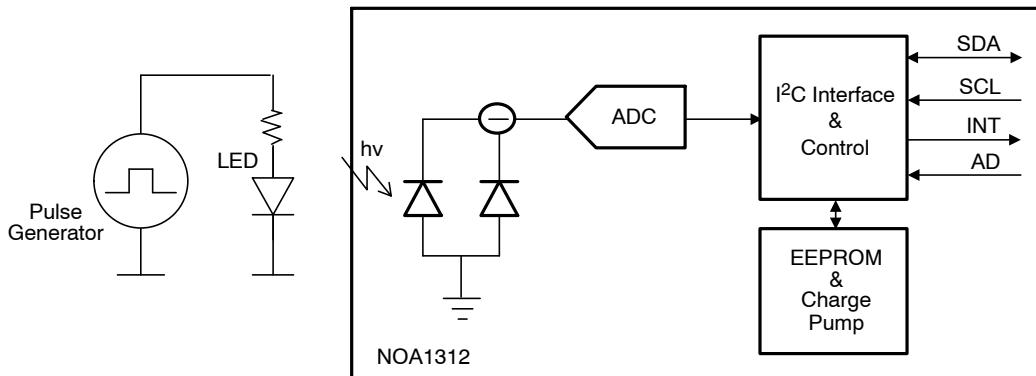 Pulse
Generator
LED
hv
NOA1312
ADC
I²C Interface
&
Control
SDA
SCL
INT
AD
EEPROM
&
Charge
Pump